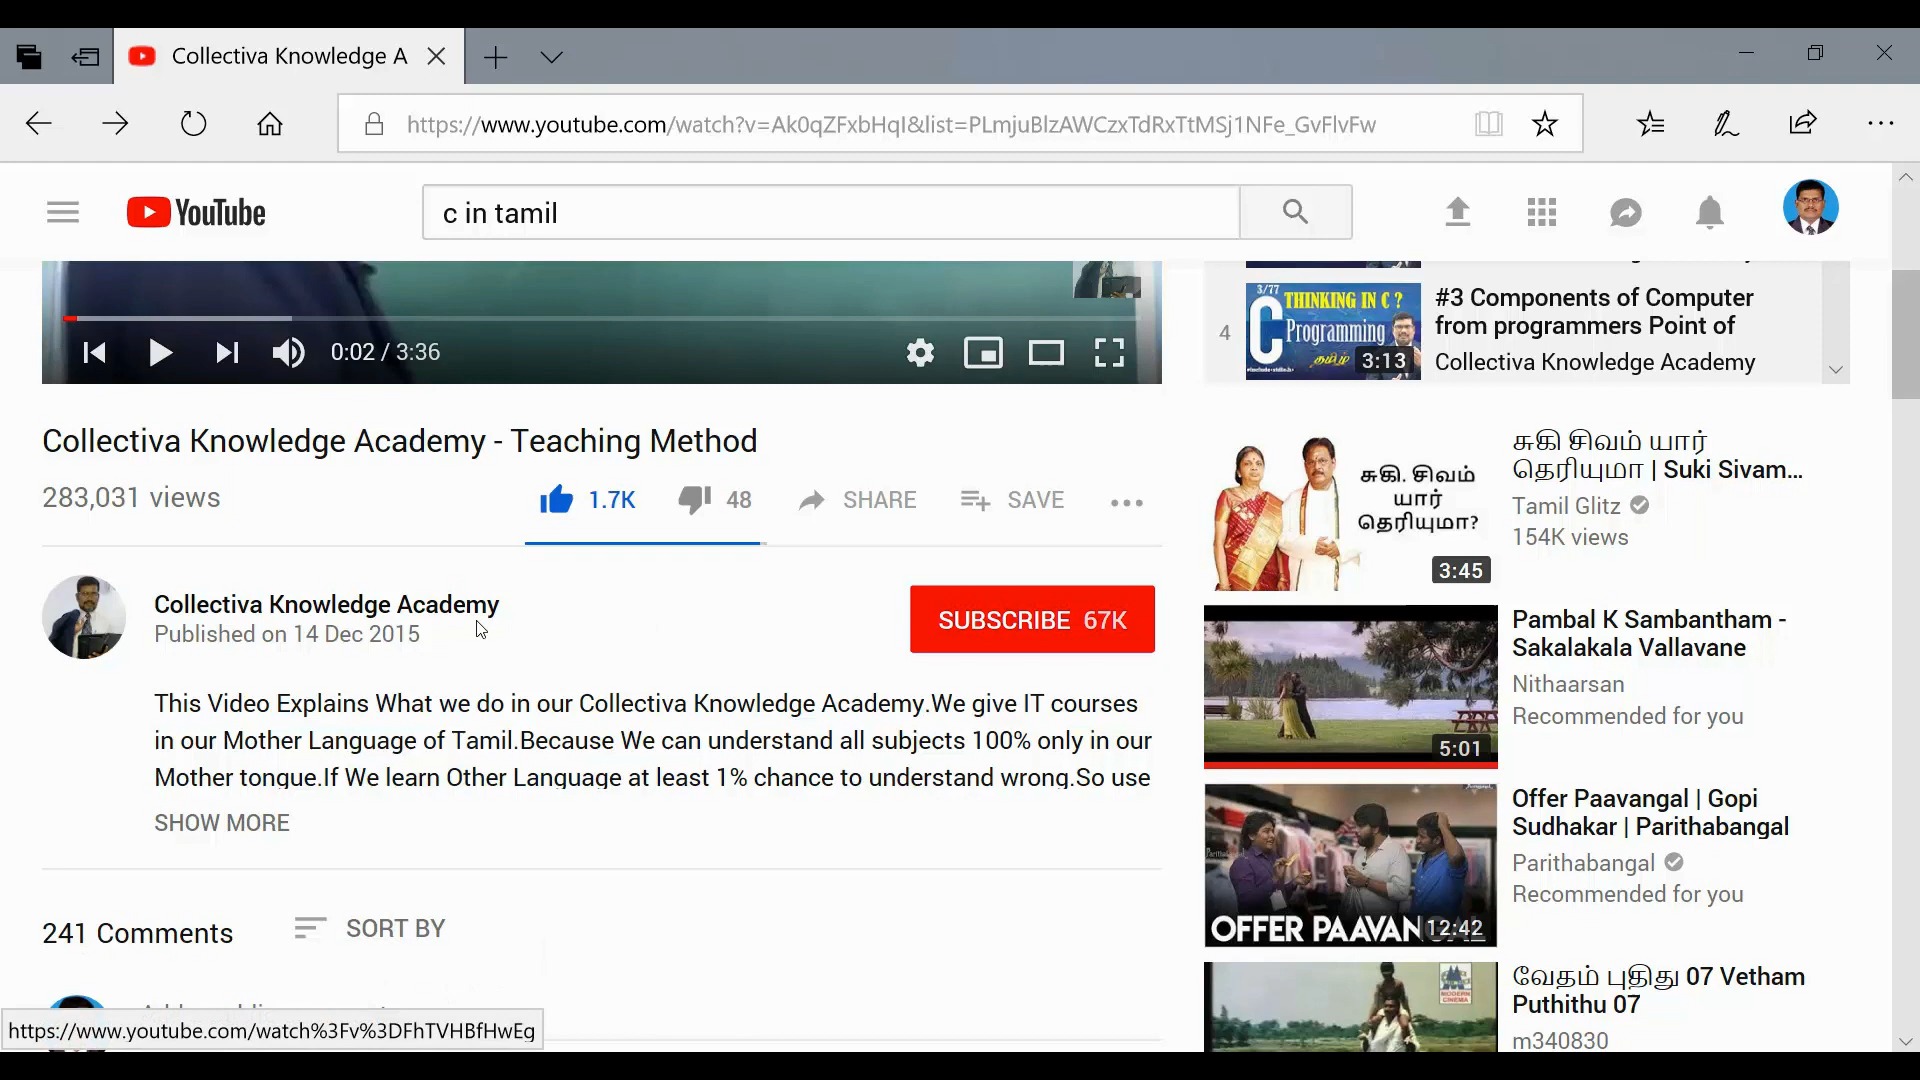 Collectiva Knowledge A
https://www.youtube.com/watch?v=Ak0qZFxbHqI&list=PLmjuBlzAWCzxTdRxTtMSj1NFe_GvFlvFw
YouTube
c in tamil
0:02 / 3:36
Collectiva Knowledge Academy - Teaching Method
283,031 views
1.7K
48
SHARE
SAVE
Collectiva Knowledge Academy
Published on 14 Dec 2015
SUBSCRIBE 67K
This Video Explains What we do in our Collectiva Knowledge Academy.We give IT courses
in our Mother Language of Tamil.Because We can understand all subjects 100% only in our
Mother tongue.If We learn Other Language at least 1% chance to understand wrong.So use
SHOW MORE
241 Comments
SORT BY
https://www.youtube.com/watch%3Fv%3DFhTVHBfHwEg
4
3/77
THINKING IN C ?
C
Programming
தமிழ்
3:13
#3 Components of Computer
from programmers Point of
Collectiva Knowledge Academy
சுகி. சிவம்
யார்
தெரியுமா?
3:45
சுகி சிவம் யார்
தெரியுமா | Suki Sivam...
Tamil Glitz
154K views
5:01
Pambal K Sambantham -
Sakalakala Vallavane
Nithaarsan
Recommended for you
OFFER PAAVANGAL
12:42
Offer Paavangal | Gopi
Sudhakar | Parithabangal
Parithabangal
Recommended for you
MODERN
CINEMA
வேதம் புதிது 07 Vetham
Puthithu 07
m340830